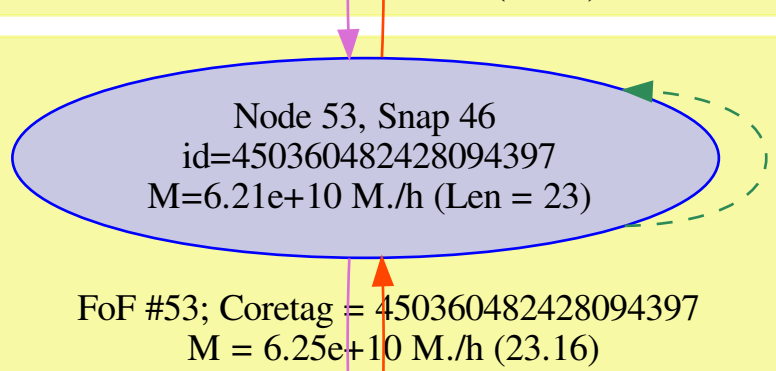 Node 53, Snap 46
id=450360482428094397
M=6.21e+10 M./h (Len = 23)
FoF #53; Coretag = 450360482428094397
M = 6.25e+10 M./h (23.16)